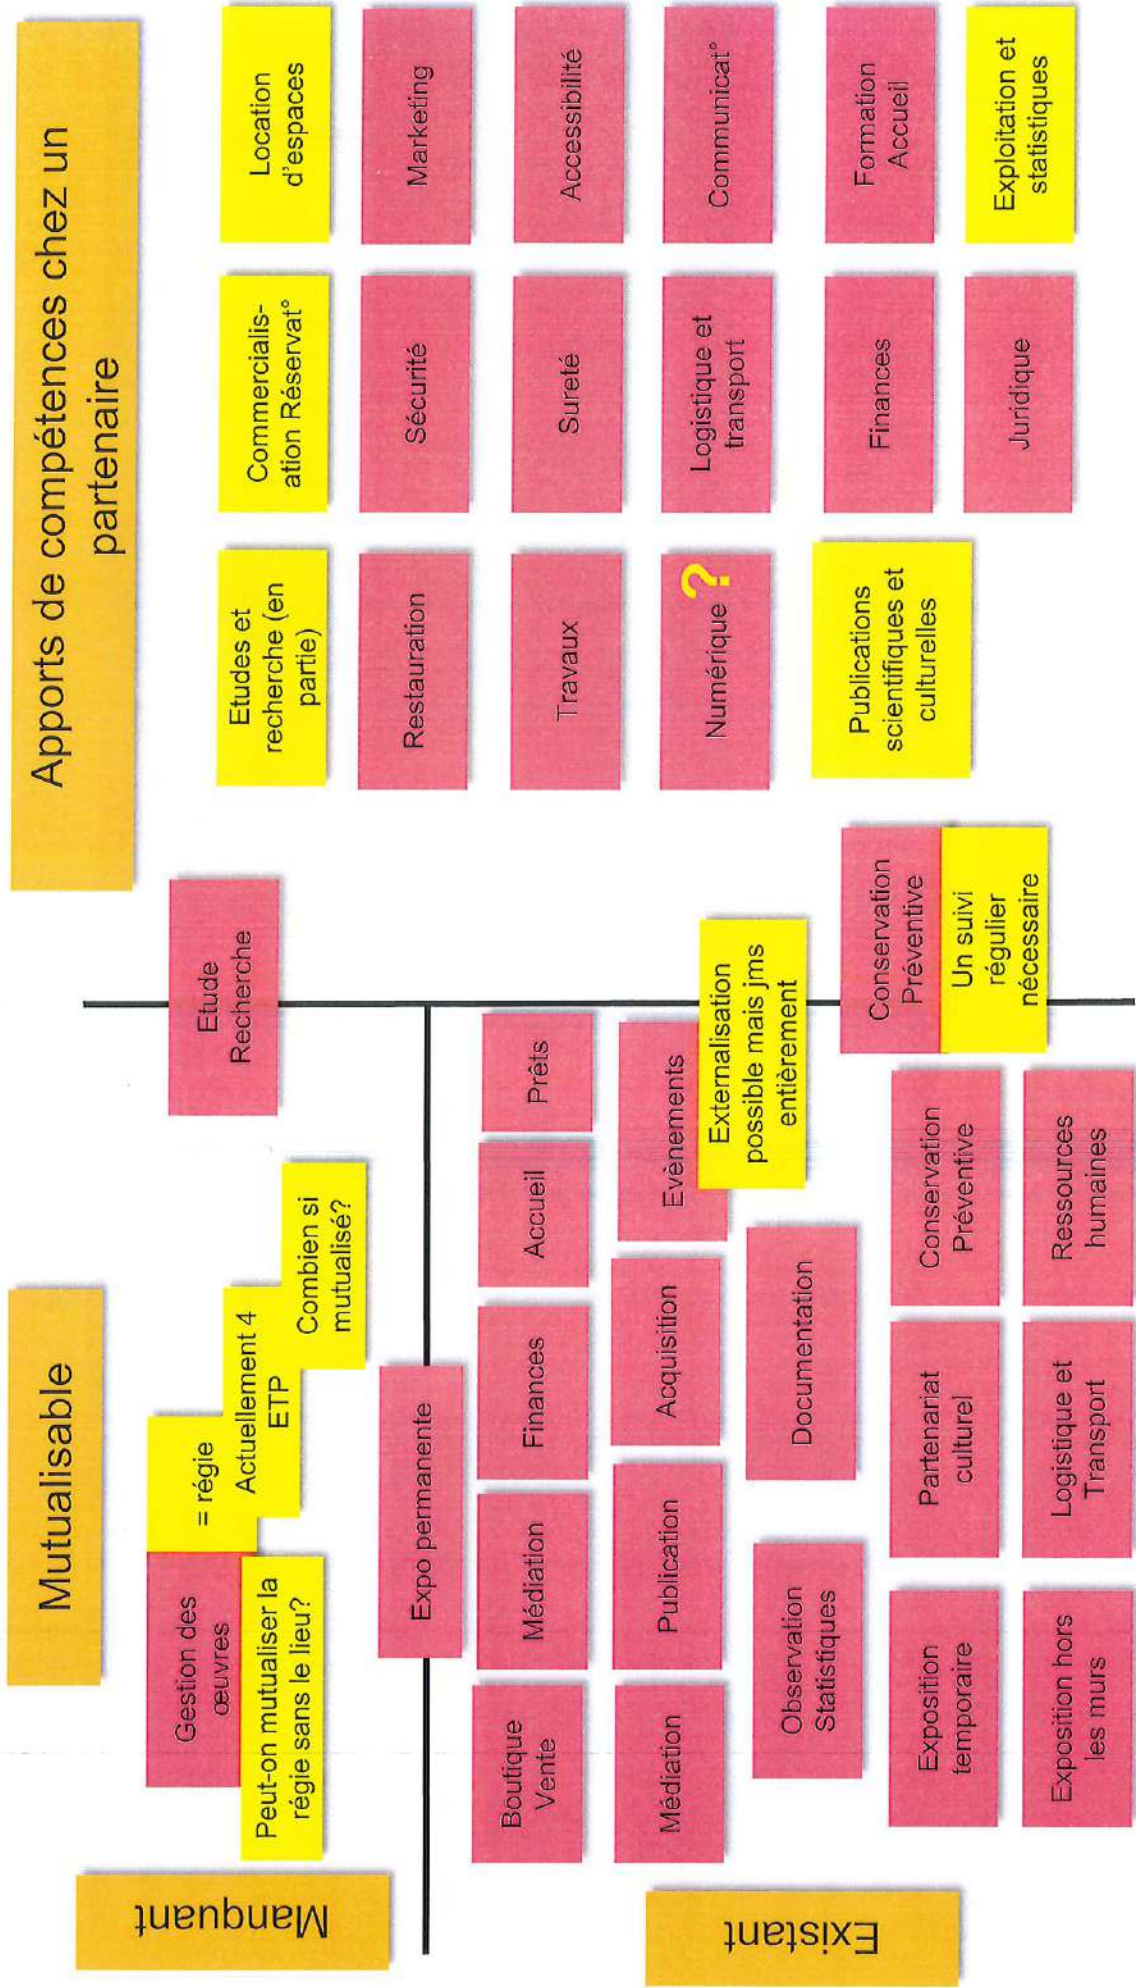 Mutualisable
Apports de compétences chez un
partenaire
Manquant
Gestion des
œuvres
= régie
Actuellement 4
ETP
Combien si
mutualisé?
Peut-on mutualiser la
régie sans le lieu?
Etude
Recherche
Expo permanente
Existant
Boutique
Vente
Médiation
Finances
Accueil
Prêts
Médiation
Publication
Acquisition
Evènements
Externalisation
possible mais jms
entièrement
Observation
Statistiques
Documentation
Exposition
temporaire
Partenariat
culturel
Conservation
Préventive
Conservation
Préventive
Un suivi
régulier
nécessaire
Exposition hors
les murs
Logistique et
Transport
Ressources
humaines
Etudes et
recherche (en
partie)
Commercialis-
ation Réservat°
Location
d'espaces
Restauration
Sécurité
Marketing
Travaux
Sureté
Accessibilité
Numérique ?
Logistique et
transport
Communicat°
Publications
scientifiques et
culturelles
Finances
Formation
Accueil
Juridique
Exploitation et
statistiques